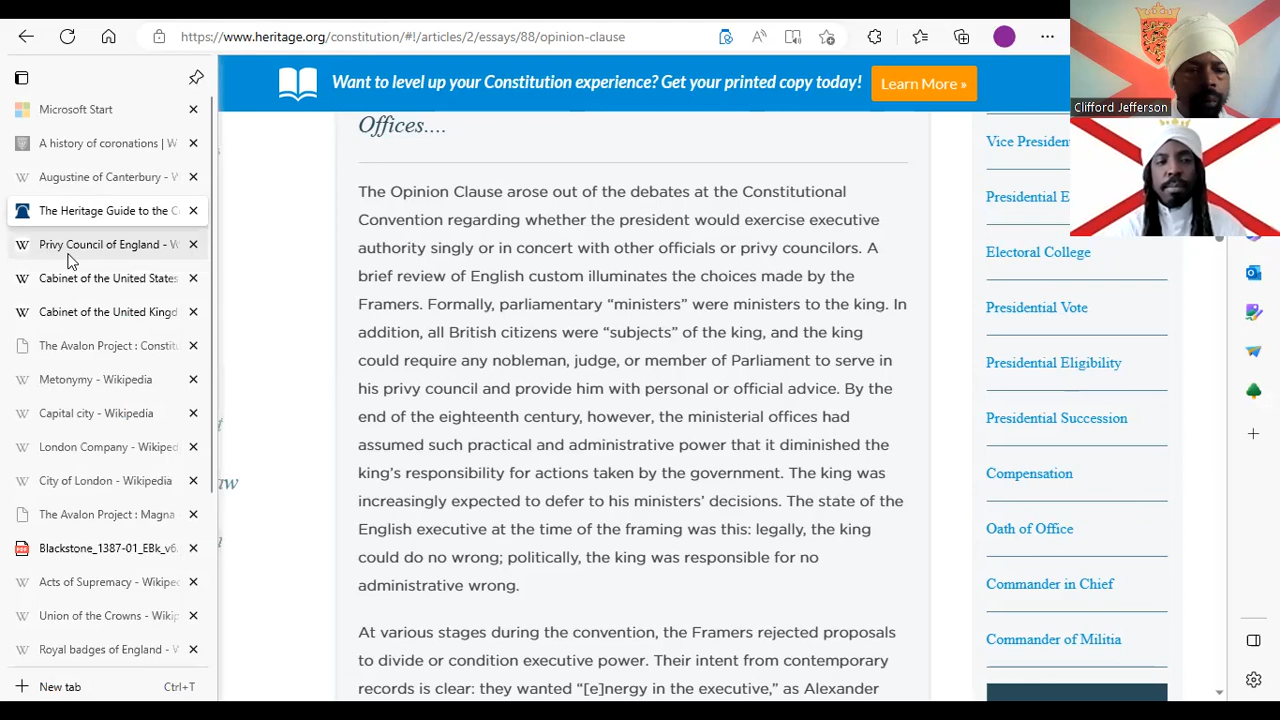 https://www.heritage.org/constitution/#!/articles/2/essays/88/opinion-clause
Want to level up your Constitution experience? Get your printed copy today!
Learn More »
Clifford Jefferson
Microsoft Start
A history of coronations | W
Augustine of Canterbury - W
The Heritage Guide to the C
Privy Council of England - W
Cabinet of the United States
Cabinet of the United Kingd
The Avalon Project : Constitu
Metonymy - Wikipedia
Capital city - Wikipedia
London Company - Wikiped
City of London - Wikipedia
The Avalon Project : Magna
Blackstone_1387-01_EBk_v6
Acts of Supremacy - Wikipe
Union of the Crowns - Wikip
Royal badges of England - W
New tab
Ctrl+T
Offices....
The Opinion Clause arose out of the debates at the Constitutional
Convention regarding whether the president would exercise executive
authority singly or in concert with other officials or privy councilors. A
brief review of English custom illuminates the choices made by the
Framers. Formally, parliamentary “ministers” were ministers to the king. In
addition, all British citizens were “subjects” of the king, and the king
could require any nobleman, judge, or member of Parliament to serve in
his privy council and provide him with personal or official advice. By the
end of the eighteenth century, however, the ministerial offices had
assumed such practical and administrative power that it diminished the
king’s responsibility for actions taken by the government. The king was
increasingly expected to defer to his ministers’ decisions. The state of the
English executive at the time of the framing was this: legally, the king
could do no wrong; politically, the king was responsible for no
administrative wrong.
At various stages during the convention, the Framers rejected proposals
to divide or condition executive power. Their intent from contemporary
records is clear: they wanted “[e]nergy in the executive,” as Alexander
Vice Presiden
Presidential E
Electoral College
Presidential Vote
Presidential Eligibility
Presidential Succession
Compensation
Oath of Office
Commander in Chief
Commander of Militia